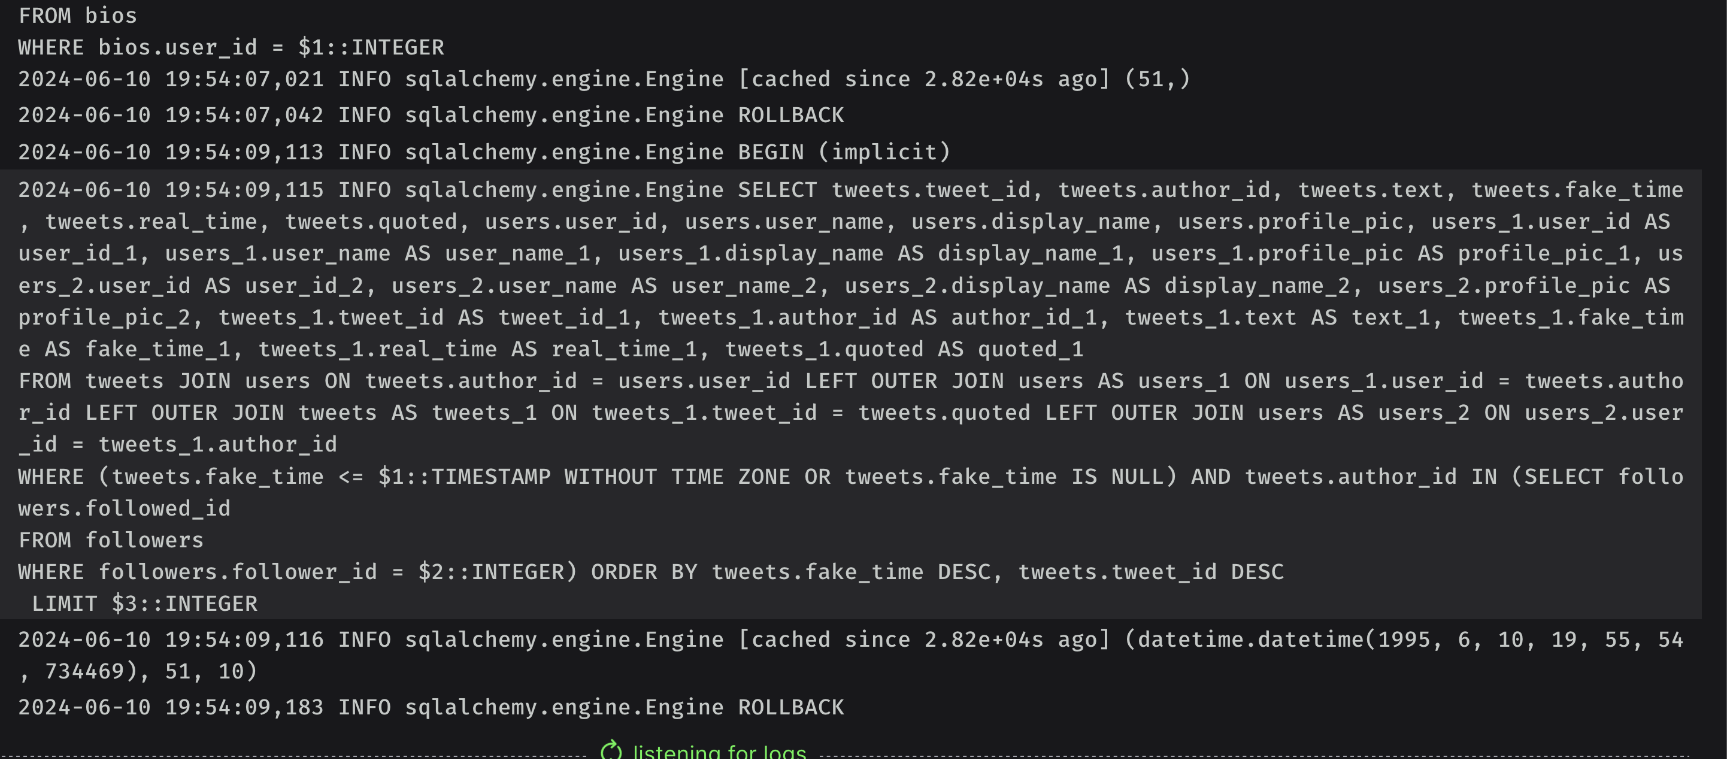 FROM bios
WHERE bios.user_id = $1::INTEGER
2024-06-10 19:54:07,021 INFO sqlalchemy.engine.Engine [cached since 2.82e+04s ago] (51,)
2024-06-10 19:54:07,042 INFO sqlalchemy.engine.Engine ROLLBACK
2024-06-10 19:54:09,113 INFO sqlalchemy.engine.Engine BEGIN (implicit)
2024-06-10 19:54:09,115 INFO sqlalchemy.engine.Engine SELECT tweets.tweet_id, tweets.author_id, tweets.text, tweets.fake_time
, tweets.real_time, tweets.quoted, users.user_id, users.user_name, users.display_name, users.profile_pic, users_1.user_id AS
user_id_1, users_1.user_name AS user_name_1, users_1.display_name AS display_name_1, users_1.profile_pic AS profile_pic_1, us
ers_2.user_id AS user_id_2, users_2.user_name AS user_name_2, users_2.display_name AS display_name_2, users_2.profile_pic AS
profile_pic_2, tweets_1.tweet_id AS tweet_id_1, tweets_1.author_id AS author_id_1, tweets_1.text AS text_1, tweets_1.fake_tim
e AS fake_time_1, tweets_1.real_time AS real_time_1, tweets_1.quoted AS quoted_1
FROM tweets JOIN users ON tweets.author_id = users.user_id LEFT OUTER JOIN users AS users_1 ON users_1.user_id = tweets.autho
r_id LEFT OUTER JOIN tweets AS tweets_1 ON tweets_1.tweet_id = tweets.quoted LEFT OUTER JOIN users AS users_2 ON users_2.user
_id = tweets_1.author_id
WHERE (tweets.fake_time <= $1::TIMESTAMP WITHOUT TIME ZONE OR tweets.fake_time IS NULL) AND tweets.author_id IN (SELECT follo
wers.followed_id
FROM followers
WHERE followers.follower_id = $2::INTEGER) ORDER BY tweets.fake_time DESC, tweets.tweet_id DESC
 LIMIT $3::INTEGER
2024-06-10 19:54:09,116 INFO sqlalchemy.engine.Engine [cached since 2.82e+04s ago] (datetime.datetime(1995, 6, 10, 19, 55, 54
, 734469), 51, 10)
2024-06-10 19:54:09,183 INFO sqlalchemy.engine.Engine ROLLBACK
listening for logs